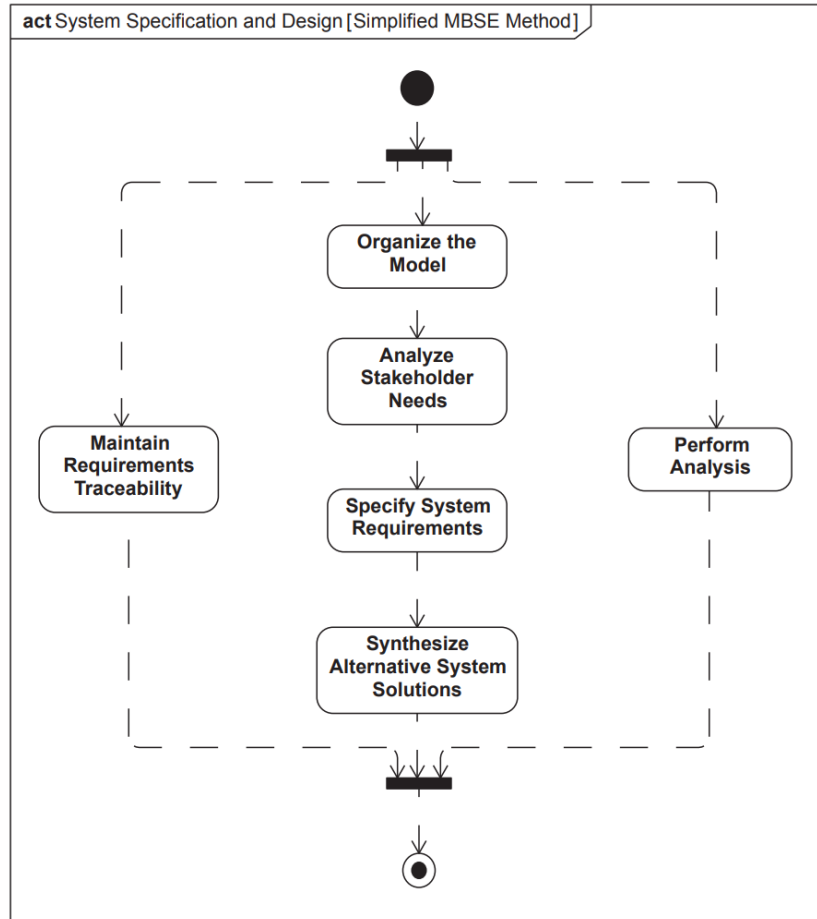 act System Specification and Design [Simplified MBSE Method]
Organize the
Model
Analyze
Stakeholder
Needs
Maintain
Requirements
Traceability
Perform
Analysis
Specify System
Requirements
Synthesize
Alternative System
Solutions